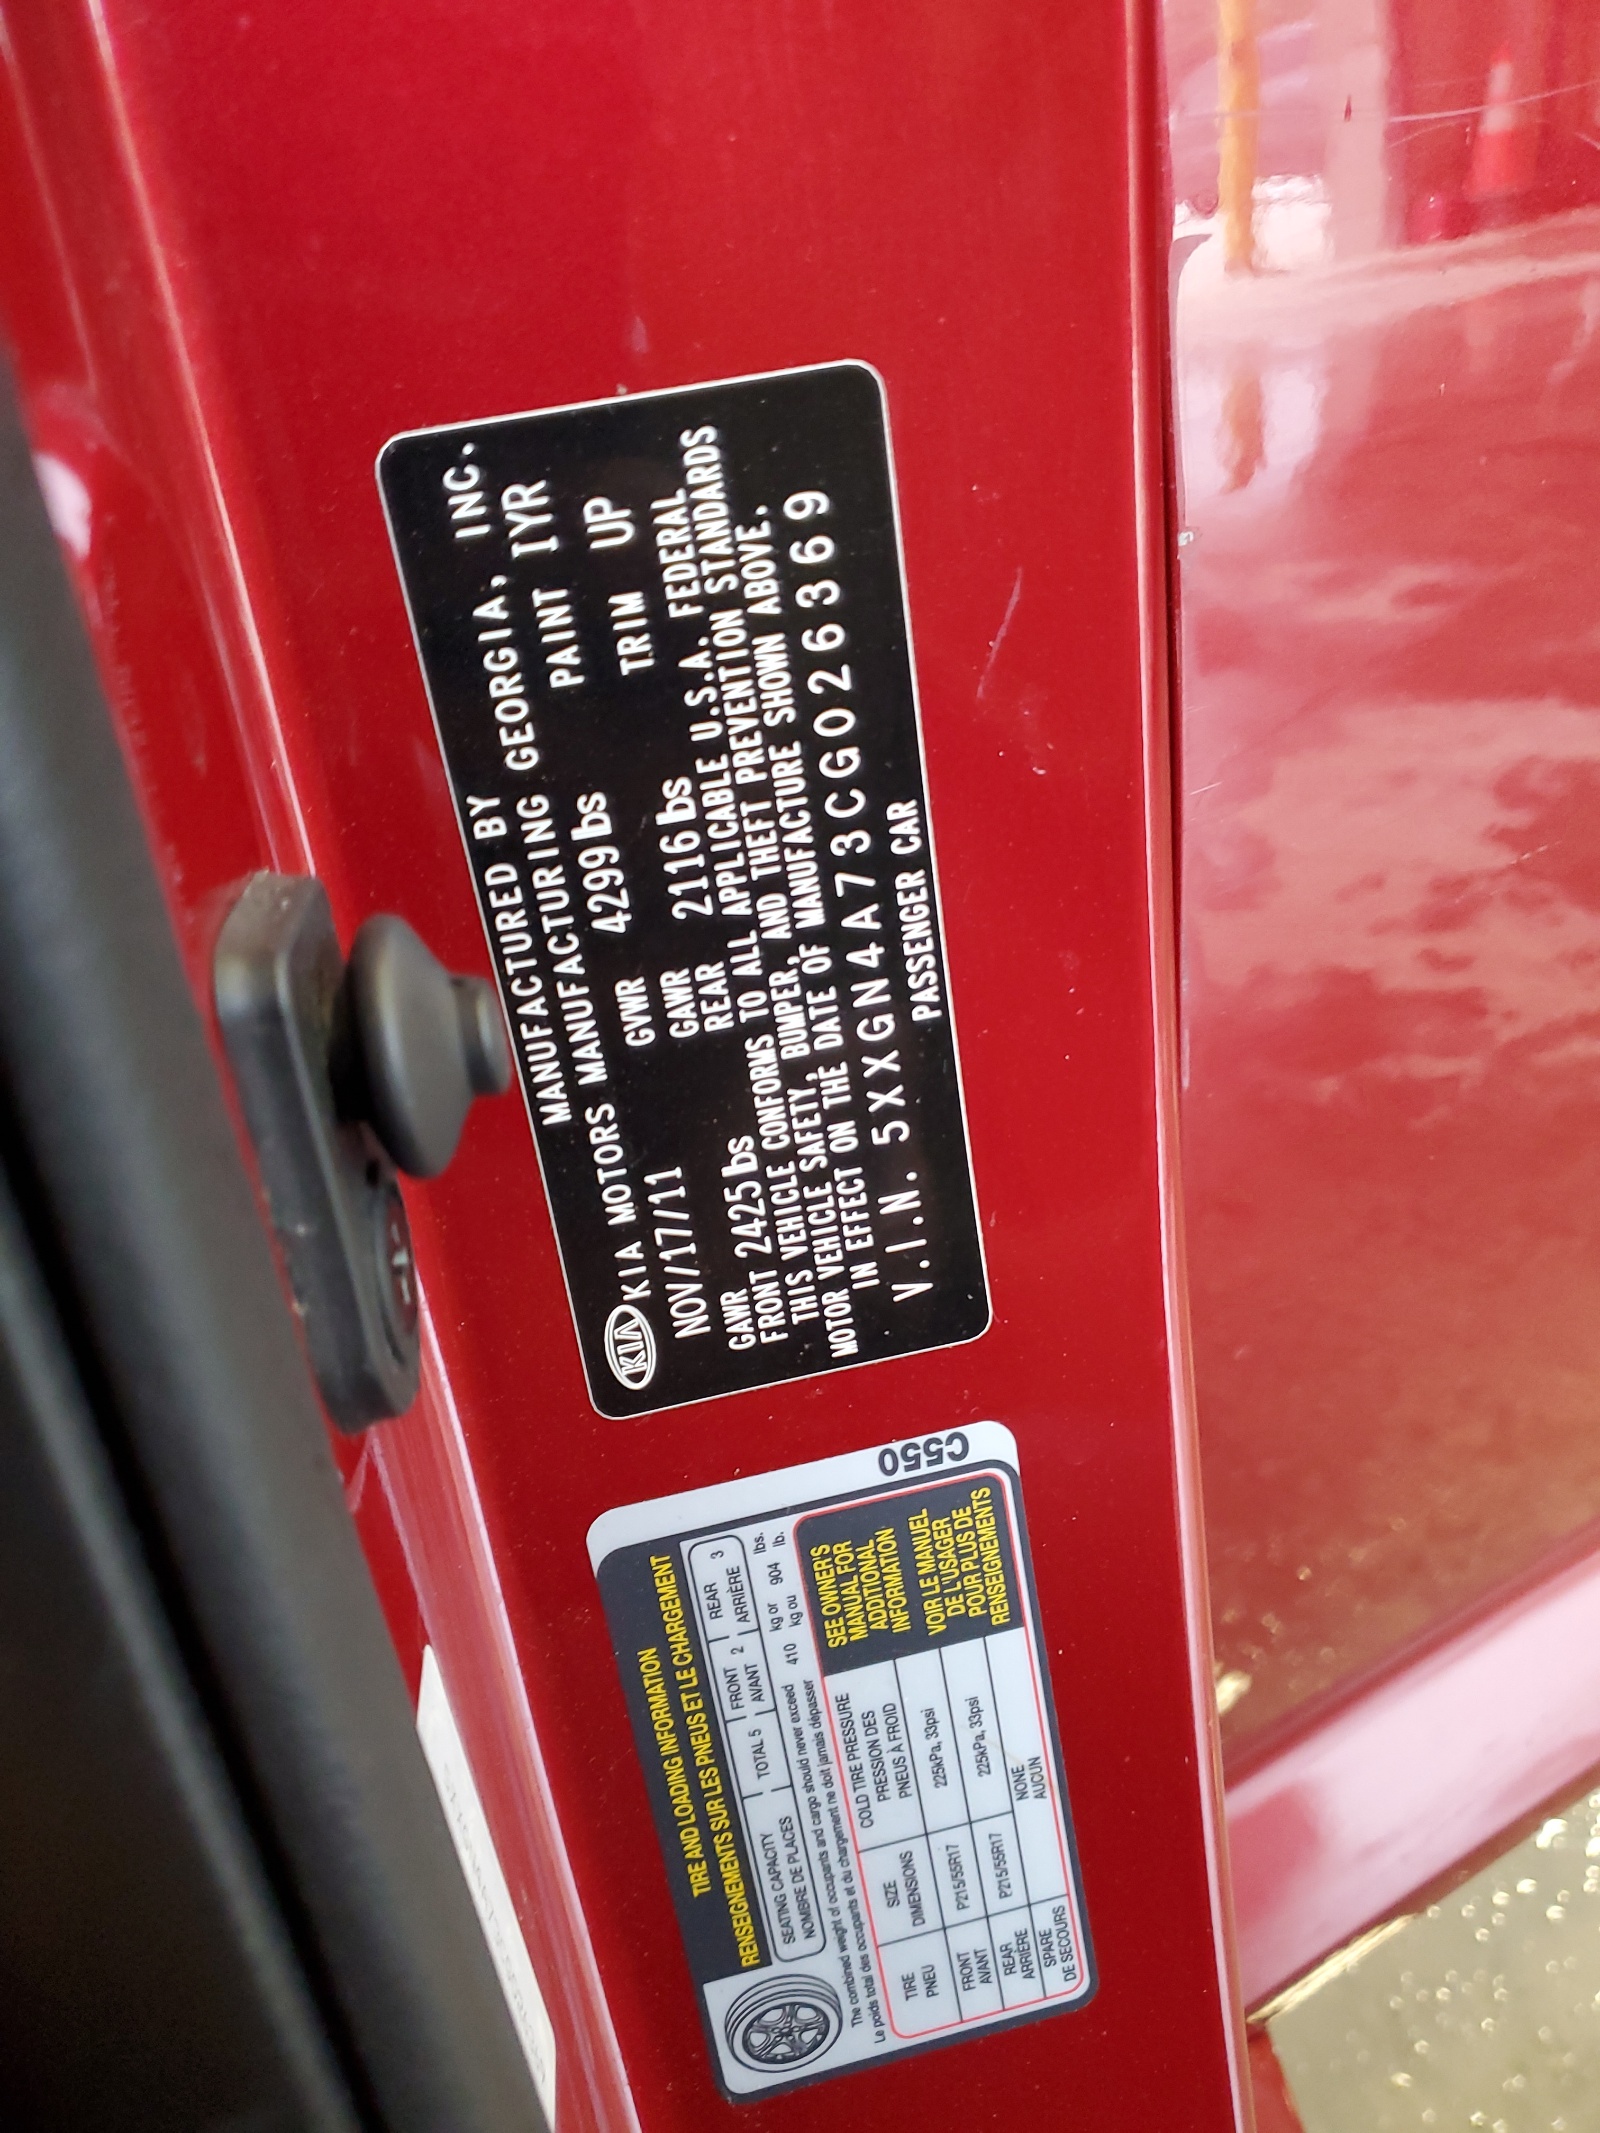 MANUFACTURED BY
KIA KIA MOTORS MANUFACTURING GEORGIA, INC.
NOV/17/11 GVWR 4299lbs PAINT IYR
GAWR FRONT 2425lbs GAWR REAR 2116lbs TRIM UP
THIS VEHICLE CONFORMS TO ALL APPLICABLE U.S.A. FEDERAL
MOTOR VEHICLE SAFETY, BUMPER, AND THEFT PREVENTION STANDARDS
IN EFFECT ON THE DATE OF MANUFACTURE SHOWN ABOVE.
V.I.N. 5XXGN4A73CG026369
PASSENGER CAR
TIRE AND LOADING INFORMATION
RENSEIGNEMENTS SUR LES PNEUS ET LE CHARGEMENT
SEATING CAPACITY
NOMBRE DE PLACES
TOTAL 5
FRONT
AVANT
2
REAR
ARRIÈRE
3
The combined weight of occupants and cargo should never exceed 410 kg or 904 lbs.
Le poids total des occupants et du chargement ne doit jamais dépasser kg ou lb.
TIRE
PNEU
SIZE
DIMENSIONS
COLD TIRE PRESSURE
PRESSION DES
PNEUS À FROID
FRONT
AVANT
P215/55R17
225kPa, 33psi
REAR
ARRIÈRE
P215/55R17
225kPa, 33psi
SPARE
DE SECOURS
NONE
AUCUN
SEE OWNER'S
MANUAL FOR
ADDITIONAL
INFORMATION
VOIR LE MANUEL
DE L'USAGER
POUR PLUS DE
RENSEIGNEMENTS
C550